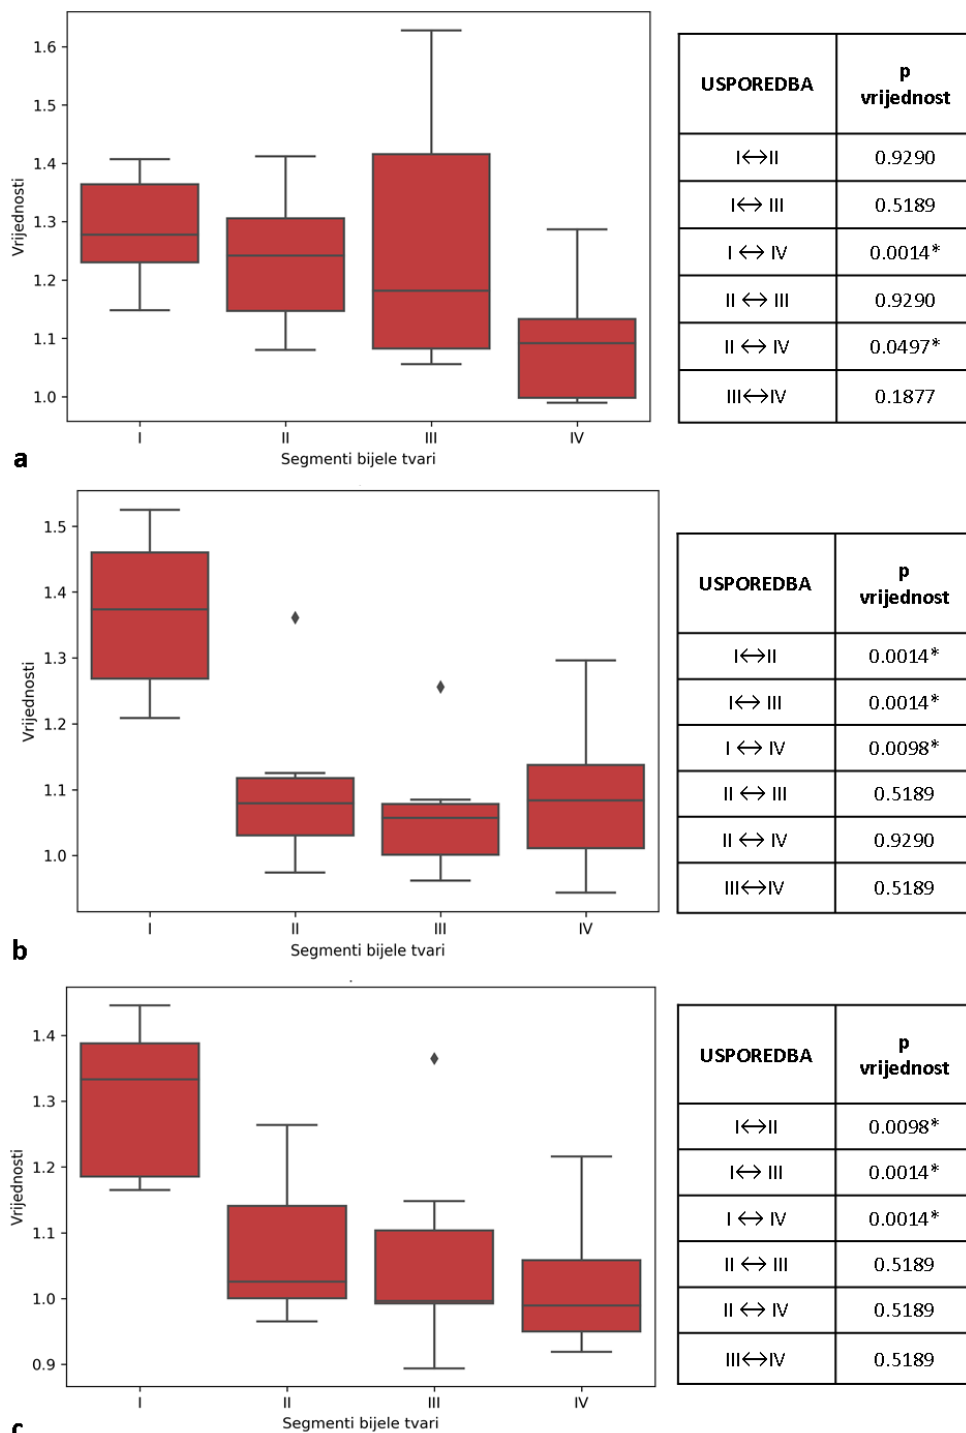 1.6
1.5
1.4
1.3
1.2
1.1
1.0
Vrijednosti
I II III IV
Segmenti bijele tvari
a
USPOREDBA p vrijednost
I↔II 0.9290
I↔III 0.5189
I↔IV 0.0014*
II↔III 0.9290
II↔IV 0.0497*
III↔IV 0.1877
1.5
1.4
1.3
1.2
1.1
1.0
Vrijednosti
I II III IV
Segmenti bijele tvari
b
USPOREDBA p vrijednost
I↔II 0.0014*
I↔III 0.0014*
I↔IV 0.0098*
II↔III 0.5189
II↔IV 0.9290
III↔IV 0.5189
1.4
1.3
1.2
1.1
1.0
0.9
Vrijednosti
I II III IV
Segmenti bijele tvari
c
USPOREDBA p vrijednost
I↔II 0.0098*
I↔III 0.0014*
I↔IV 0.0014*
II↔III 0.5189
II↔IV 0.5189
III↔IV 0.5189